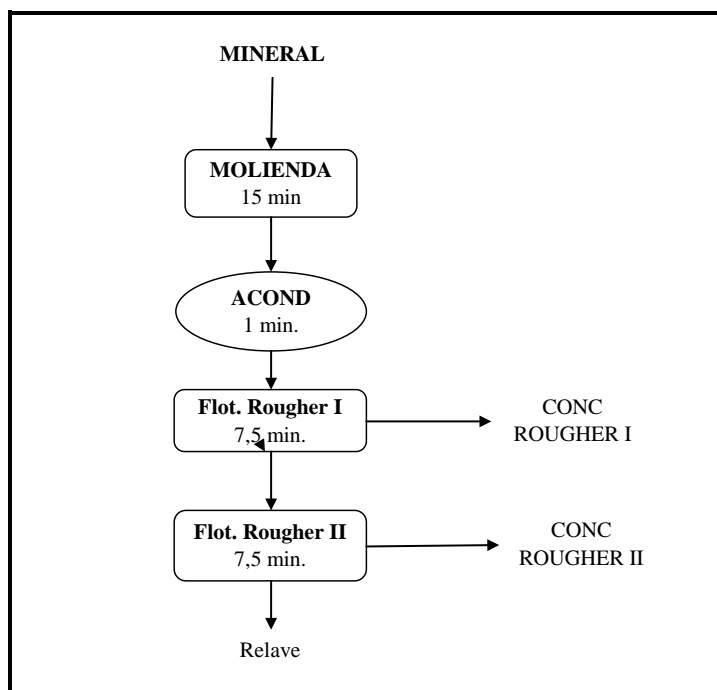 MINERAL
MOLIENDA
15 min
ACOND
1 min.
Flot. Rougher I
7,5 min.
CONC
ROUGHER I
Flot. Rougher II
7,5 min.
CONC
ROUGHER II
Relave